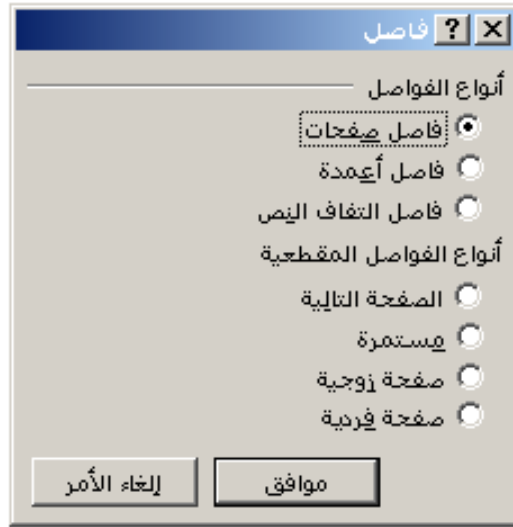 فاصل
أنواع الفواصل
فاصل صفحات
فاصل أعمدة
فاصل التفاف النص
أنواع الفواصل المقطعية
الصفحة التالية
مستمرة
صفحة زوجية
صفحة فردية
موافق
إلغاء الأمر